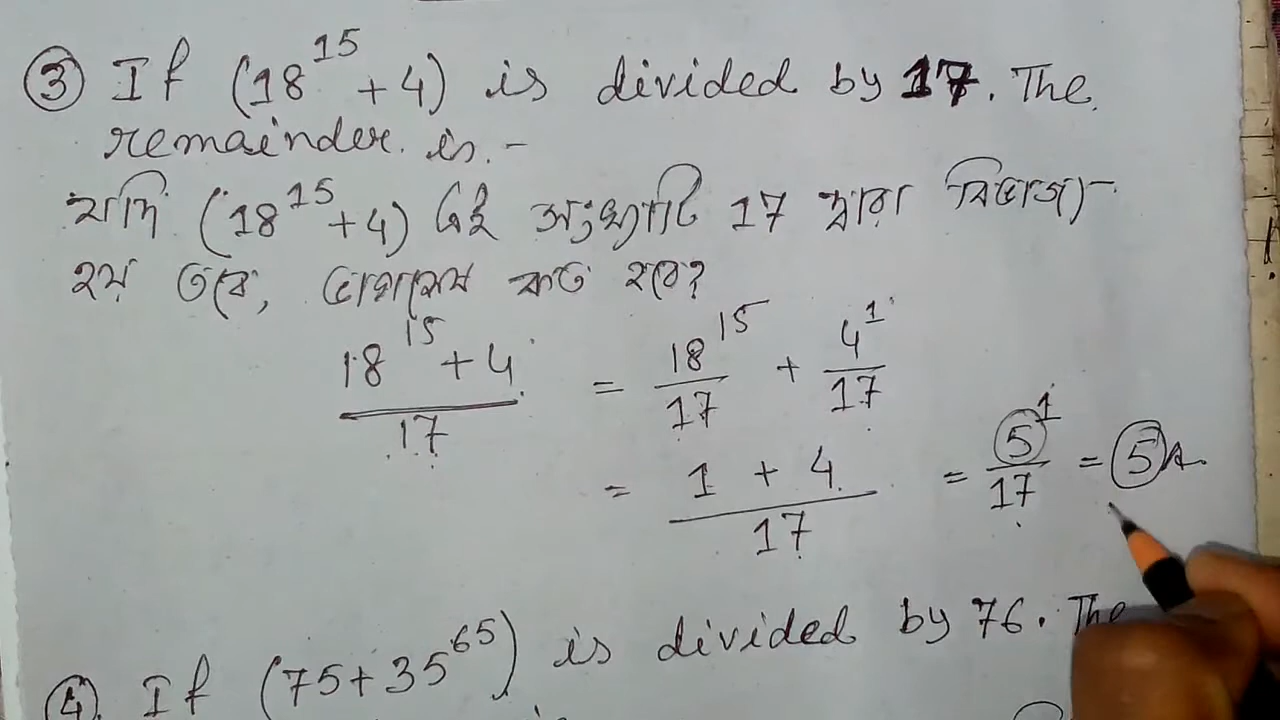 ③ If (18^15 + 4) is divided by 17. The
remainder. is. -
যদি (18^15 + 4) এই সংখ্যাটি 17 দ্বারা বিভাজ্য-
হয় তবে, ভাগশেষ কত হবে?
(18^15 + 4)/17 = 18^15/17 + 4^1/17
= (1 + 4)/17 = 5^1/17 = 5 A.
④ If (75 + 35^65) is divided by 76. The